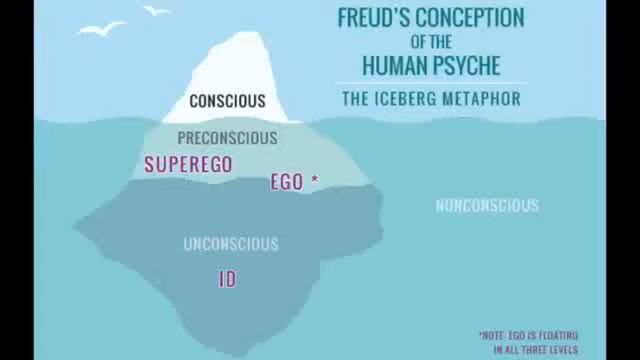 FREUD'S CONCEPTION
OF THE
HUMAN PSYCHE
THE ICEBERG METAPHOR
CONSCIOUS
PRECONSCIOUS
SUPEREGO
EGO *
NONCONSCIOUS
UNCONSCIOUS
ID
*NOTE: EGO IS FLOATING
IN ALL THREE LEVELS